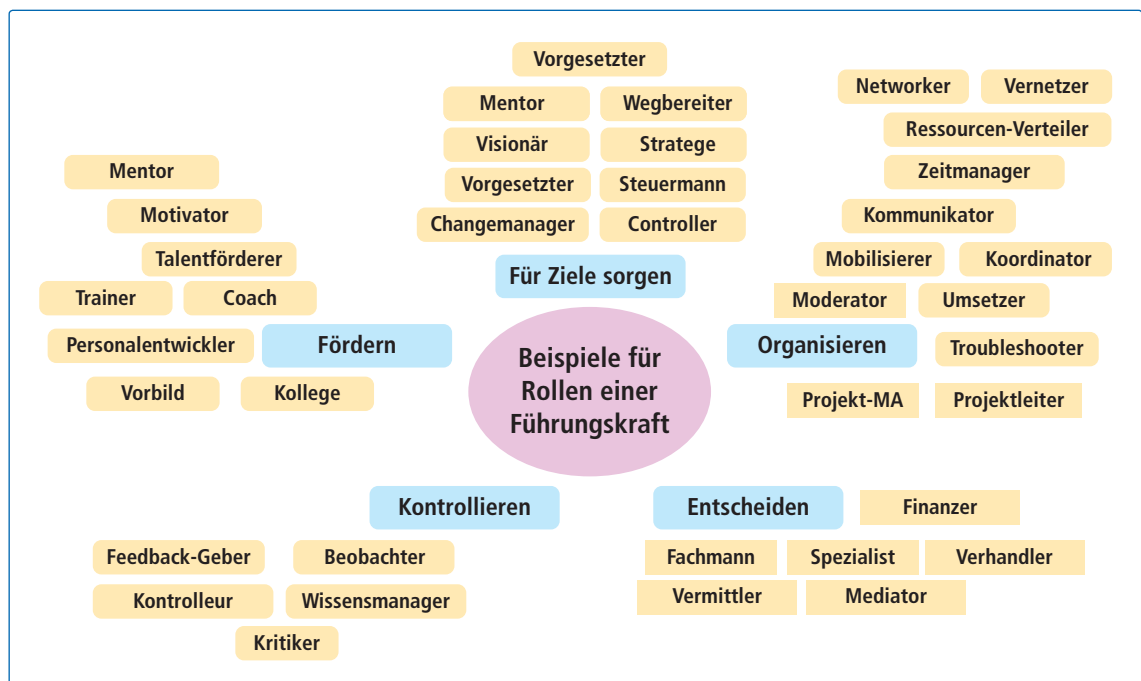 Vorgesetzter
Mentor Wegbereiter
Visionär Stratege
Vorgesetzter Steuermann
Changemanager Controller
Für Ziele sorgen
Networker Vernetzer
Ressourcen-Verteiler
Zeitmanager
Kommunikator
Mobilisierer Koordinator
Moderator Umsetzer
Organisieren Troubleshooter
Projekt-MA Projektleiter
Mentor
Motivator
Talentförderer
Trainer Coach
Personalentwickler Fördern
Vorbild Kollege
Beispiele für
Rollen einer
Führungskraft
Kontrollieren
Feedback-Geber Beobachter
Kontrolleur Wissensmanager
Kritiker
Entscheiden Finanzer
Fachmann Spezialist Verhandler
Vermittler Mediator